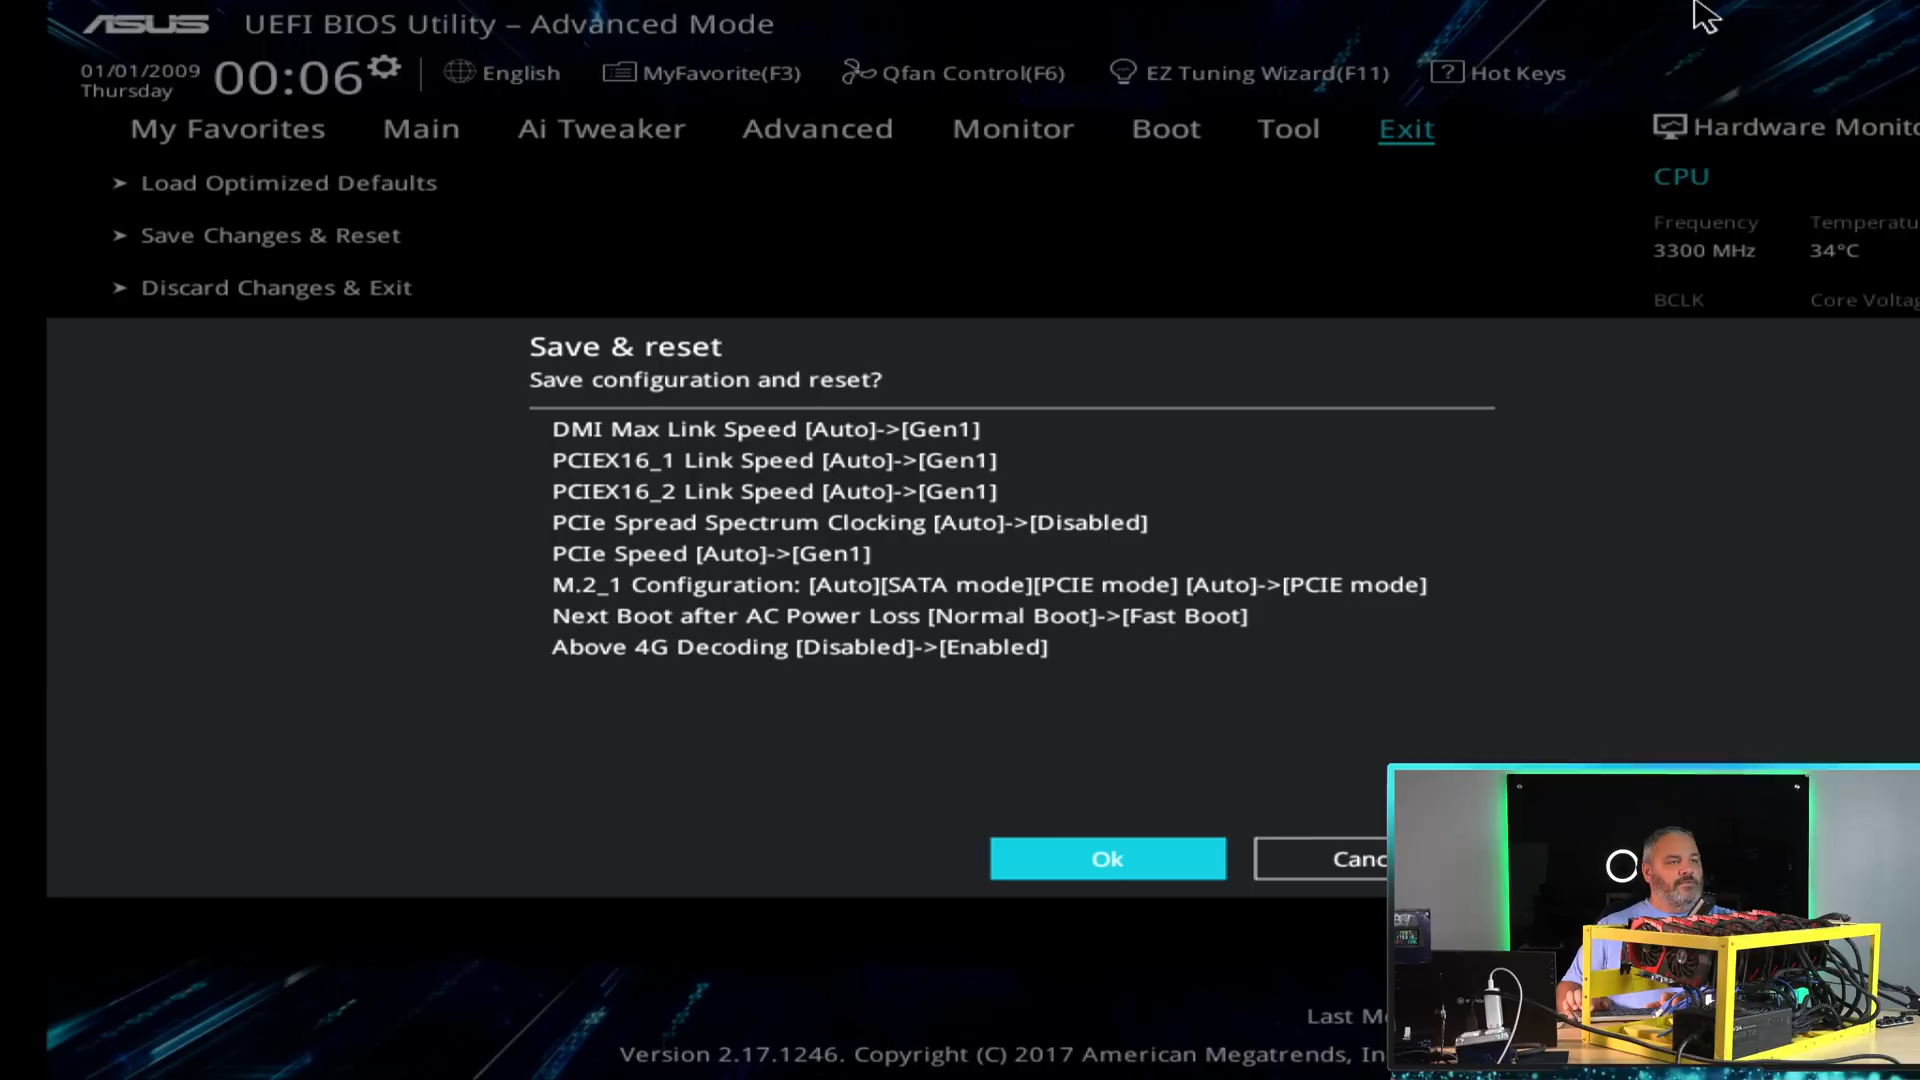 ASUS UEFI BIOS Utility – Advanced Mode
01/01/2009
Thursday
00:06
English
MyFavorite(F3)
Qfan Control(F6)
EZ Tuning Wizard(F11)
? Hot Keys
My Favorites Main Ai Tweaker Advanced Monitor Boot Tool Exit
Hardware Monito
➤ Load Optimized Defaults
➤ Save Changes & Reset
➤ Discard Changes & Exit
CPU
Frequency Temperatu
3300 MHz 34°C
BCLK Core Voltag
Save & reset
Save configuration and reset?
DMI Max Link Speed [Auto]->[Gen1]
PCIEX16_1 Link Speed [Auto]->[Gen1]
PCIEX16_2 Link Speed [Auto]->[Gen1]
PCIe Spread Spectrum Clocking [Auto]->[Disabled]
PCIe Speed [Auto]->[Gen1]
M.2_1 Configuration: [Auto][SATA mode][PCIE mode] [Auto]->[PCIE mode]
Next Boot after AC Power Loss [Normal Boot]->[Fast Boot]
Above 4G Decoding [Disabled]->[Enabled]
Ok
Canc
Last M
Version 2.17.1246. Copyright (C) 2017 American Megatrends, In